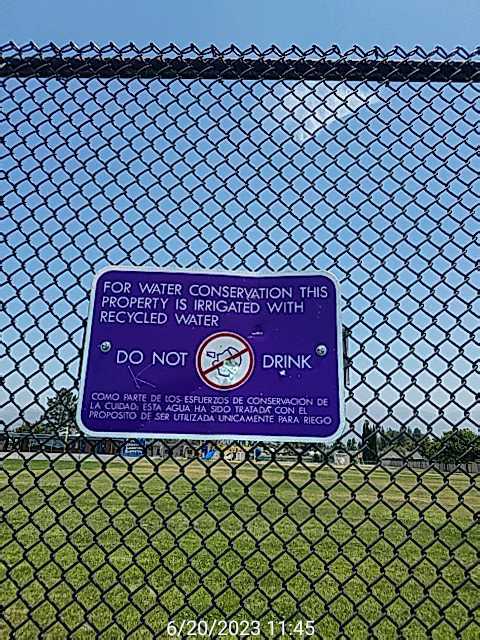 FOR WATER CONSERVATION THIS
PROPERTY IS IRRIGATED WITH
RECYCLED WATER
DO NOT DRINK
COMO PARTE DE LOS ESFUERZOS DE CONSERVACION DE
LA CUIDAD; ESTA AGUA HA SIDO TRATADA CON EL
PROPOSITO DE SER UTILIZADA UNICAMENTE PARA RIEGO
6/20/2023 11:45